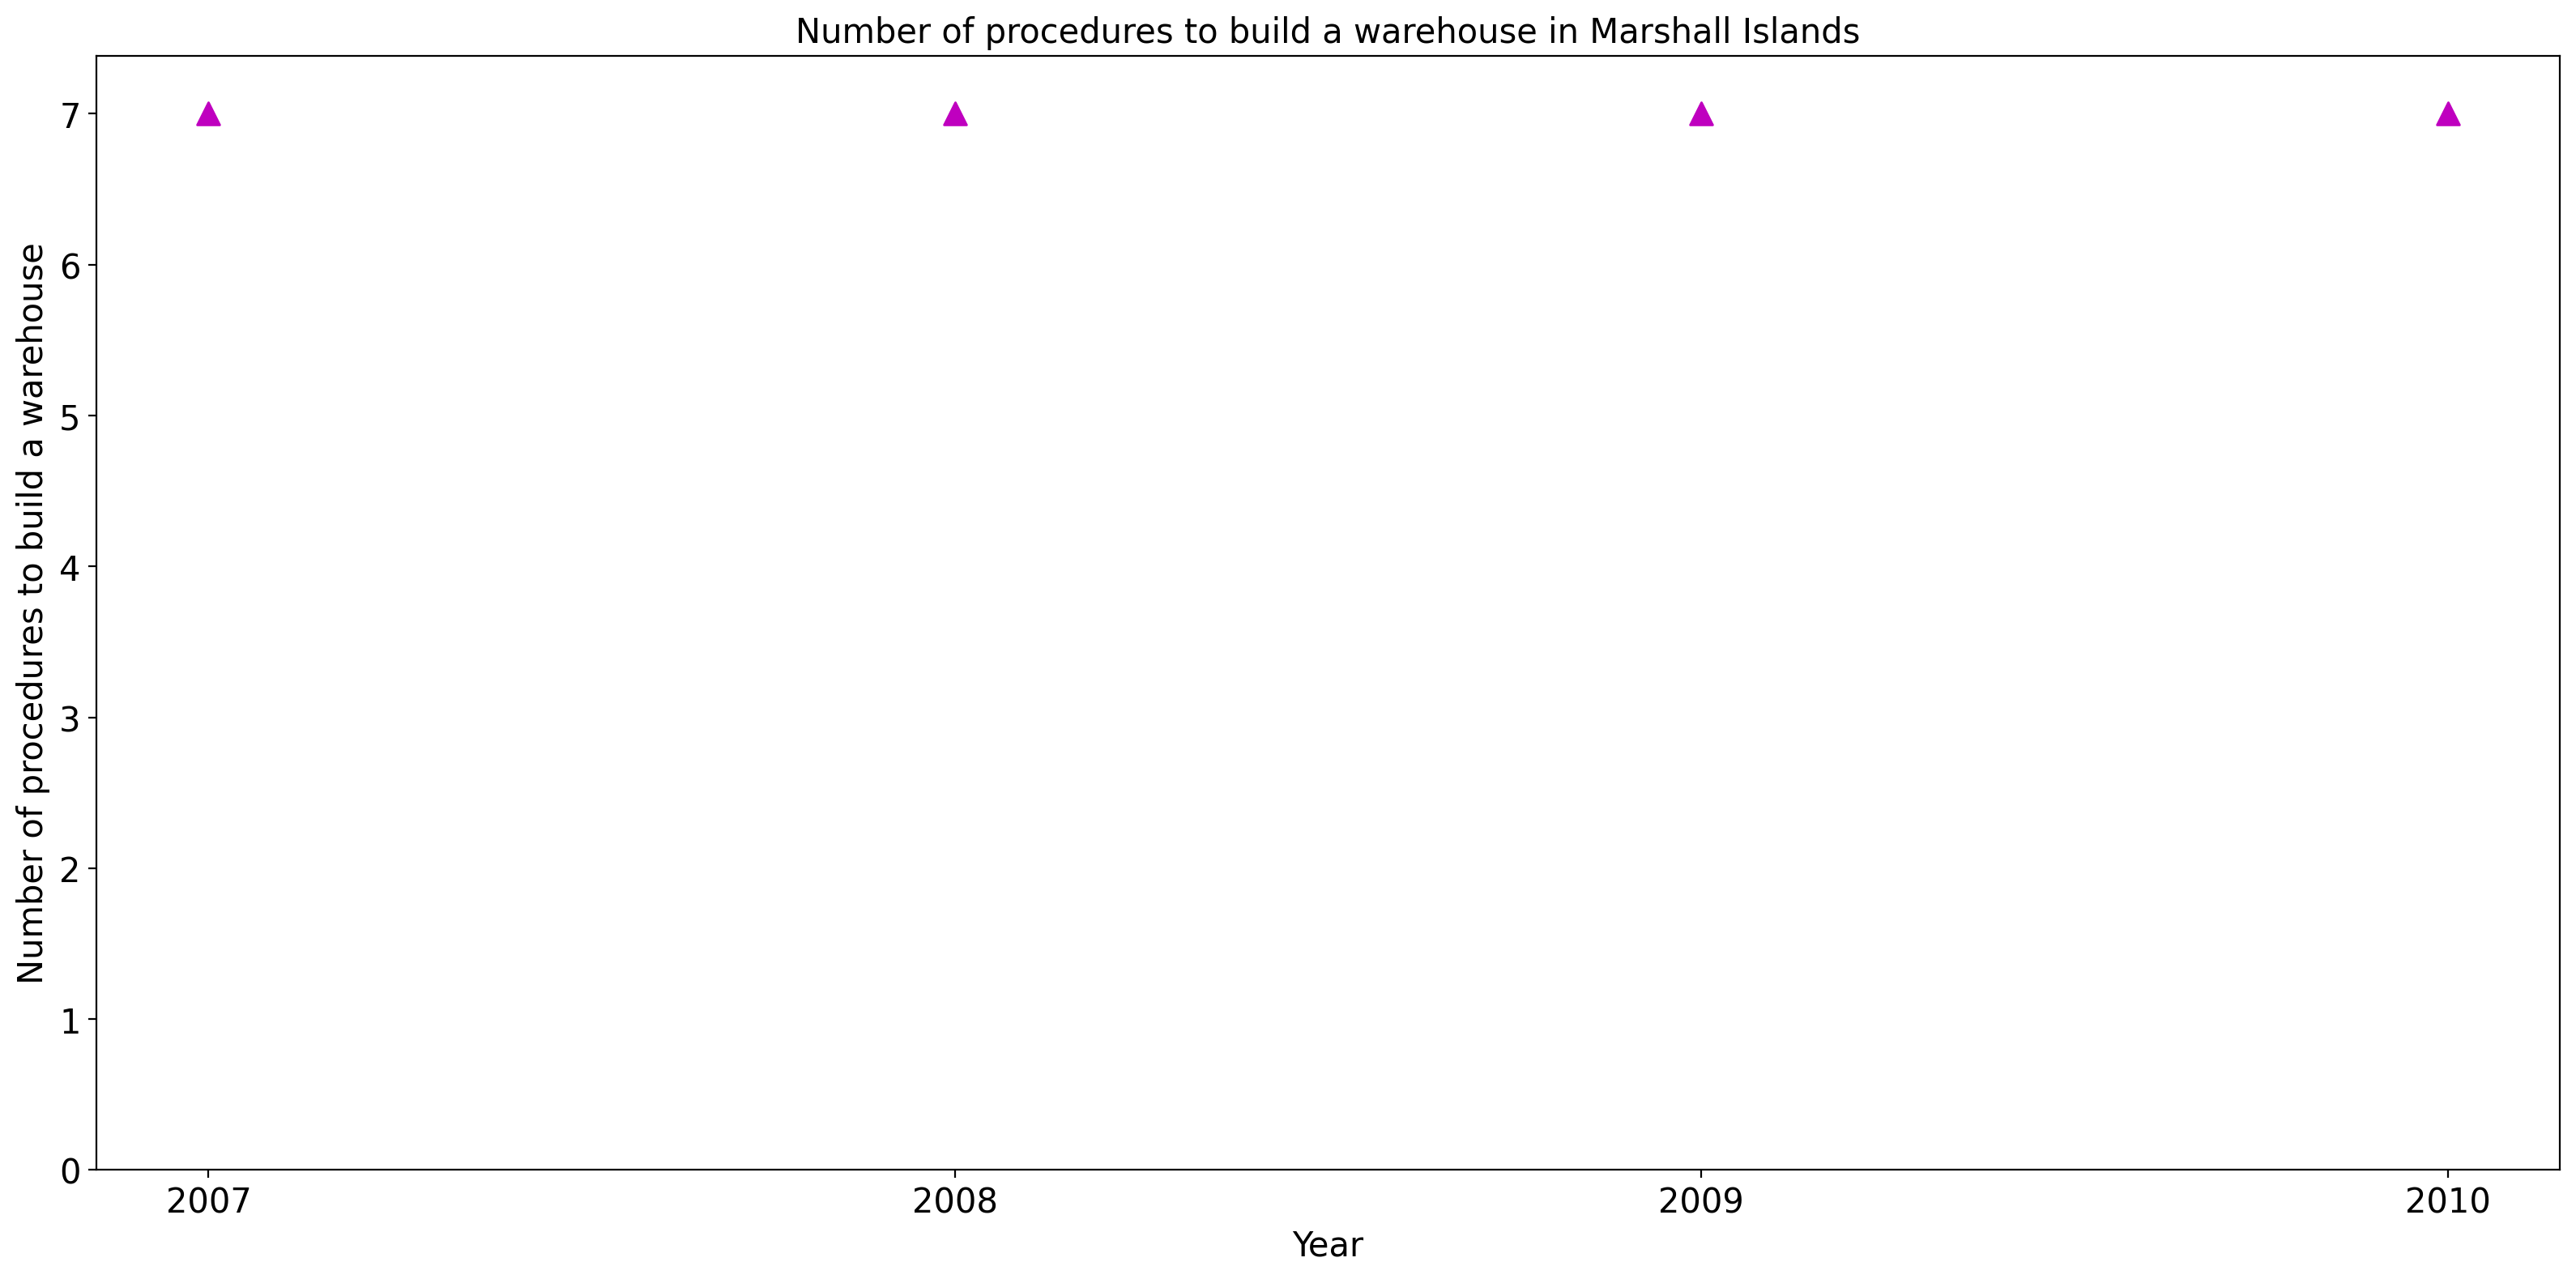 Number of procedures to build a warehouse in Marshall Islands
Number of procedures to build a warehouse
7
6
5
4
3
2
1
0
2007 2008 2009 2010
Year